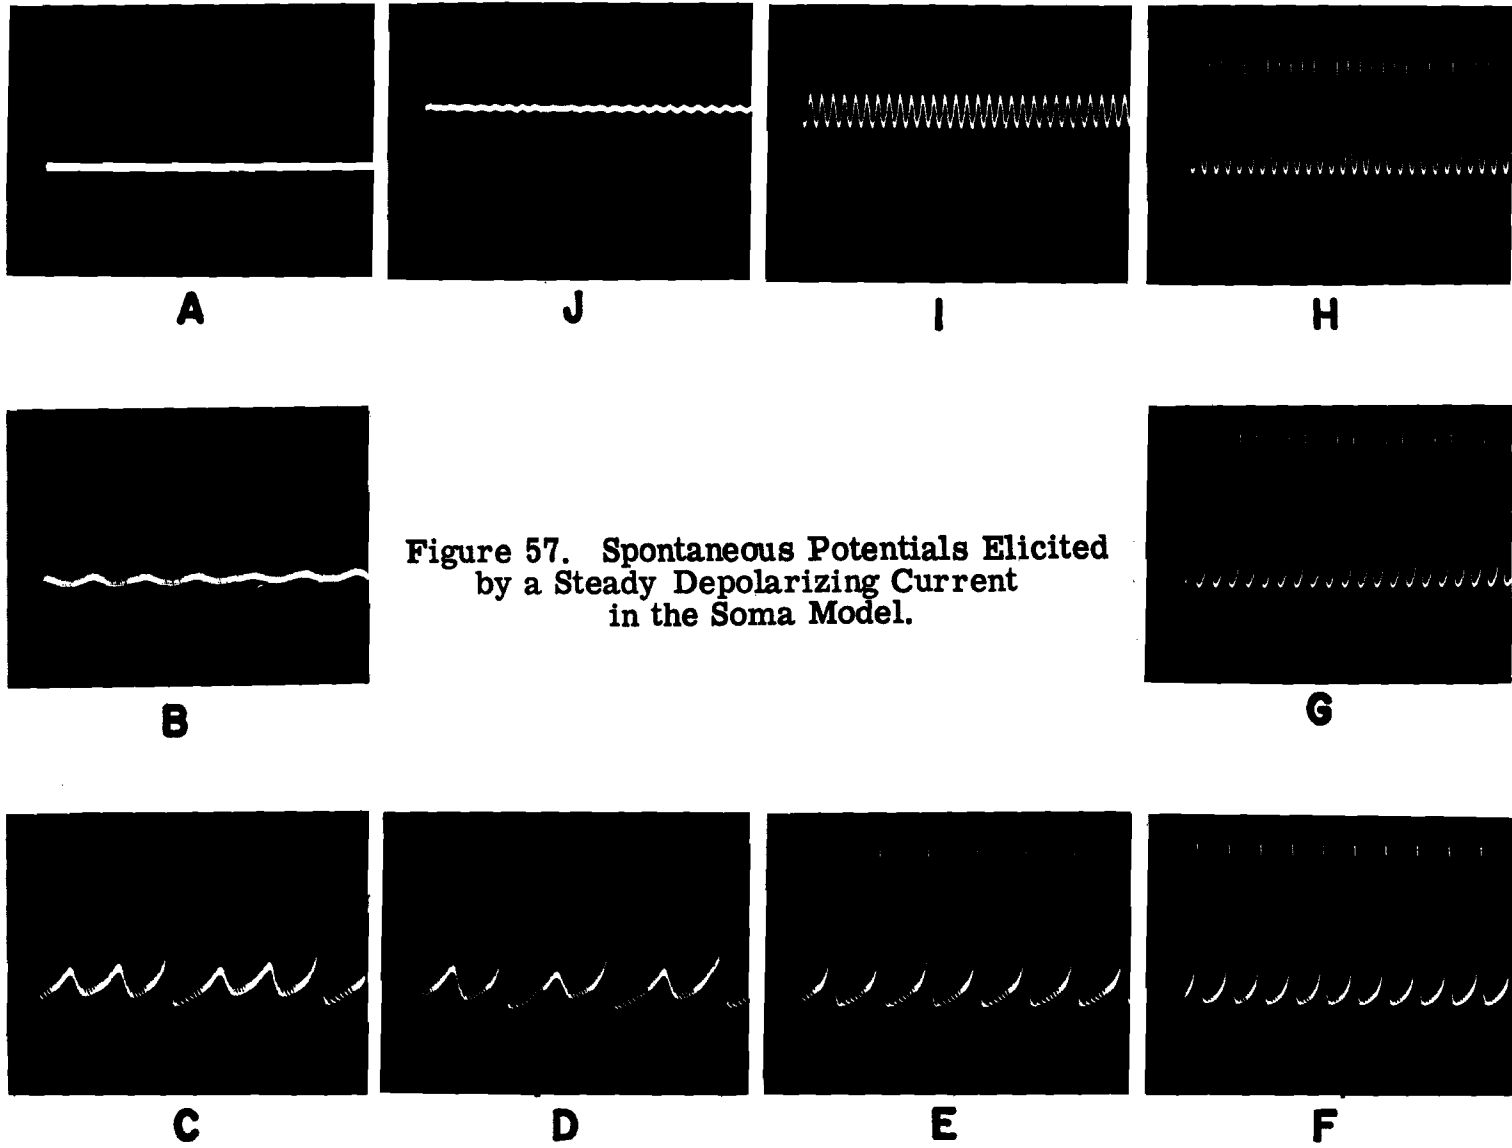 A
J
I
H
Figure 57. Spontaneous Potentials Elicited
by a Steady Depolarizing Current
in the Soma Model.
B
G
C
D
E
F